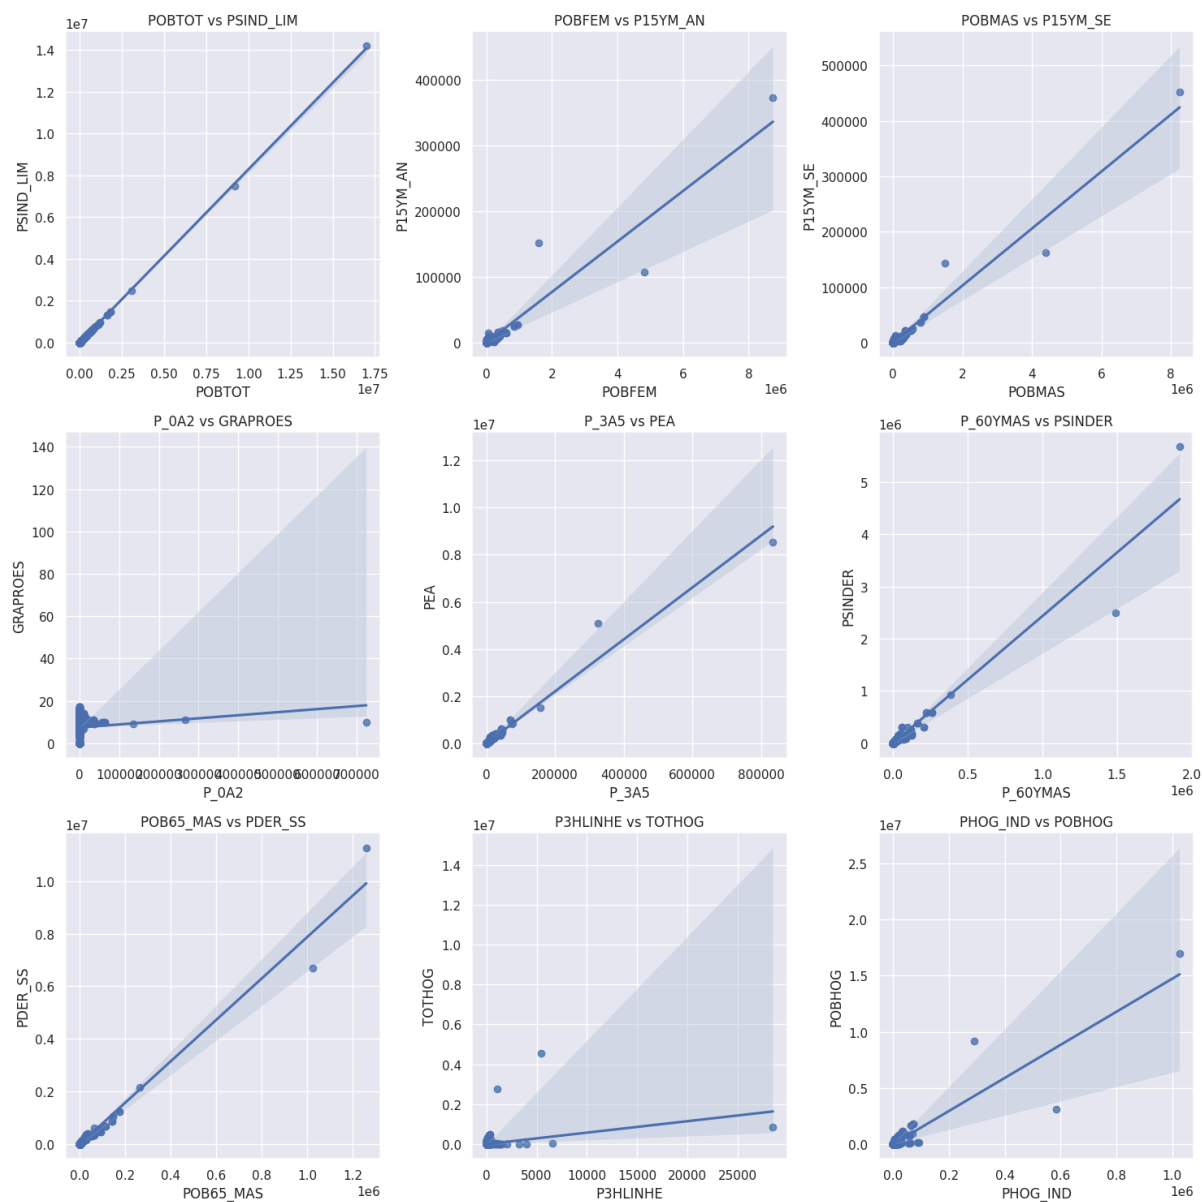 POBTOT vs PSIND_LIM
1e7
1.4
1.2
1.0
0.8
0.6
0.4
0.2
0.0
PSIND_LIM
0.00 0.25 0.50 0.75 1.00 1.25 1.50 1.75
1e7
POBTOT
POBFEM vs P15YM_AN
400000
300000
200000
100000
0
P15YM_AN
0 2 4 6 8
1e6
POBFEM
POBMAS vs P15YM_SE
500000
400000
300000
200000
100000
0
P15YM_SE
0 2 4 6 8
1e6
POBMAS
P_0A2 vs GRAPROES
140
120
100
80
60
40
20
0
GRAPROES
0 100000 200000 300000 400000 500000 600000 700000
P_0A2
P_3A5 vs PEA
1e7
1.2
1.0
0.8
0.6
0.4
0.2
0.0
PEA
0 200000 400000 600000 800000
P_3A5
P_60YMAS vs PSINDER
1e6
5
4
3
2
1
0
PSINDER
0.0 0.5 1.0 1.5 2.0
1e6
P_60YMAS
POB65_MAS vs PDER_SS
1e7
1.0
0.8
0.6
0.4
0.2
0.0
PDER_SS
0.0 0.2 0.4 0.6 0.8 1.0 1.2
1e6
POB65_MAS
P3HLINHE vs TOTHOG
1e7
1.4
1.2
1.0
0.8
0.6
0.4
0.2
0.0
TOTHOG
0 5000 10000 15000 20000 25000
P3HLINHE
PHOG_IND vs POBHOG
1e7
2.5
2.0
1.5
1.0
0.5
0.0
POBHOG
0.0 0.2 0.4 0.6 0.8 1.0
1e6
PHOG_IND